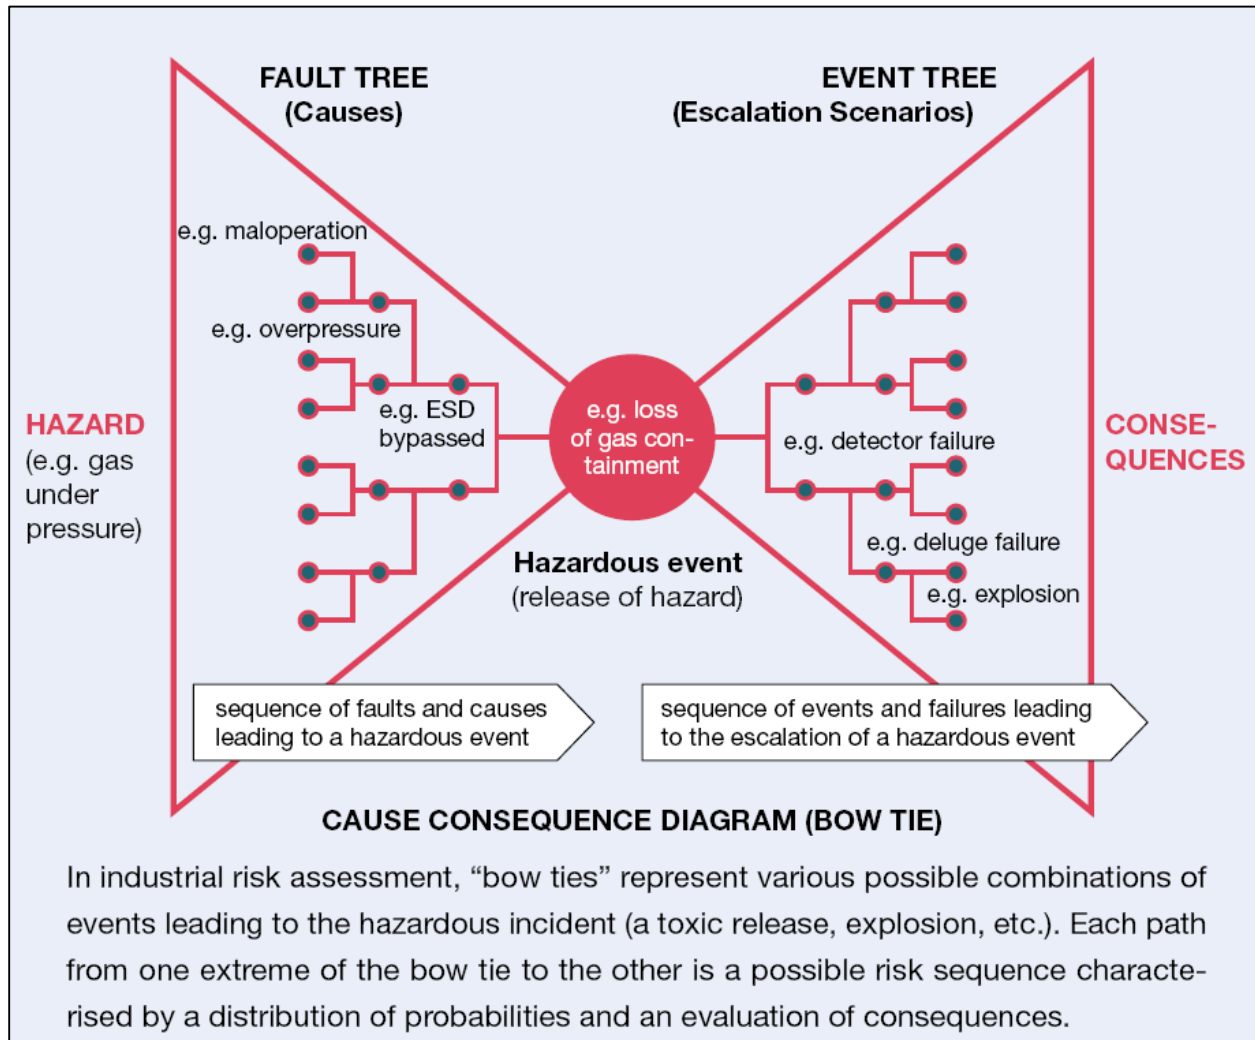 FAULT TREE
(Causes)
EVENT TREE
(Escalation Scenarios)
e.g. maloperation
e.g. overpressure
e.g. ESD
bypassed
HAZARD
(e.g. gas
under
pressure)
e.g. loss
of gas con-
tainment
Hazardous event
(release of hazard)
e.g. detector failure
e.g. deluge failure
e.g. explosion
CONSE-
QUENCES
sequence of faults and causes
leading to a hazardous event
sequence of events and failures leading
to the escalation of a hazardous event
CAUSE CONSEQUENCE DIAGRAM (BOW TIE)
In industrial risk assessment, “bow ties” represent various possible combinations of
events leading to the hazardous incident (a toxic release, explosion, etc.). Each path
from one extreme of the bow tie to the other is a possible risk sequence characte-
rised by a distribution of probabilities and an evaluation of consequences.